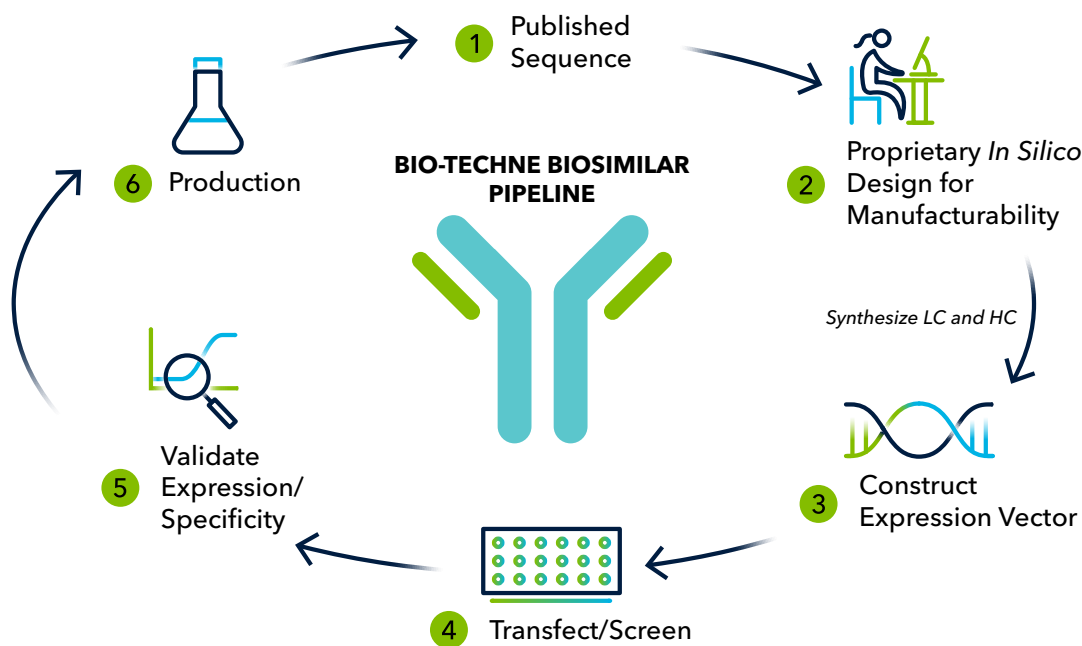 BIO-TECHNE BIOSIMILAR
PIPELINE
1 Published
Sequence
2 Proprietary In Silico
Design for
Manufacturability
Synthesize LC and HC
3 Construct
Expression Vector
4 Transfect/Screen
5 Validate
Expression/
Specificity
6 Production